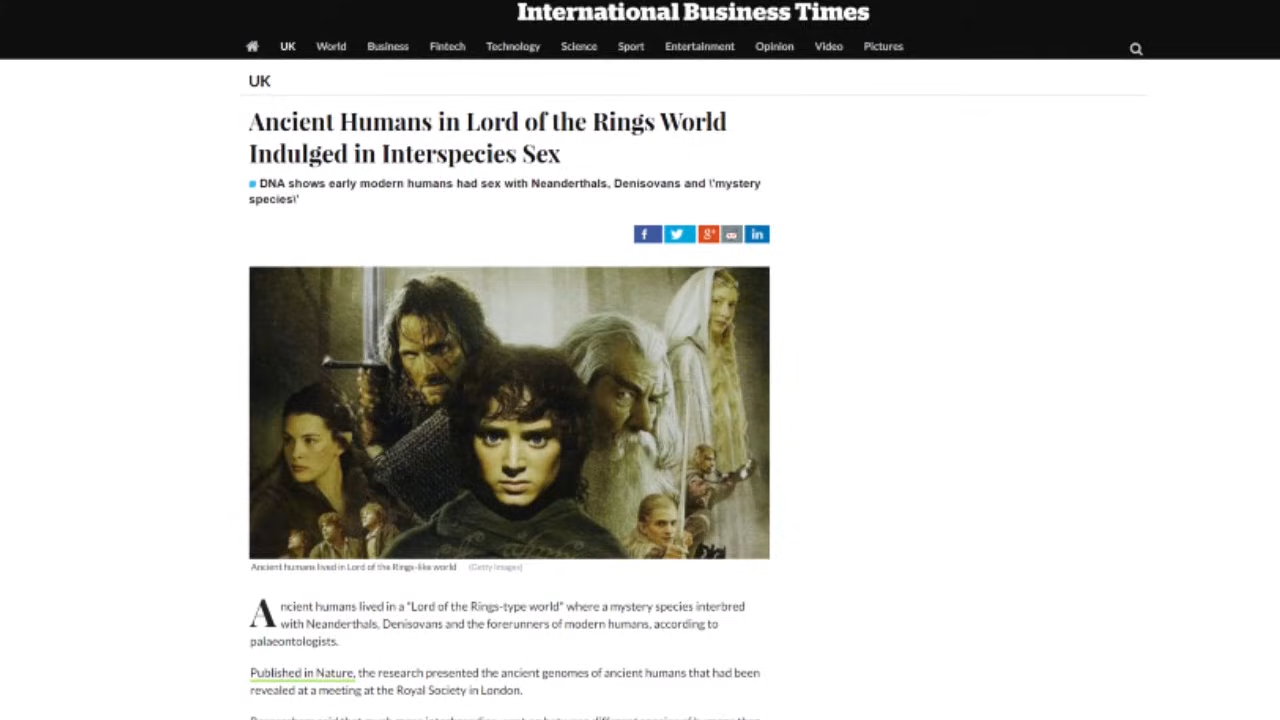 International Business Times
UK World Business Fintech Technology Science Sport Entertainment Opinion Video Pictures
UK
Ancient Humans in Lord of the Rings World
Indulged in Interspecies Sex
DNA shows early modern humans had sex with Neanderthals, Denisovans and \'mystery
species\'
f g+ in
Ancient humans lived in Lord of the Rings-like world (Getty Images)
Ancient humans lived in a "Lord of the Rings-type world" where a mystery species interbred
with Neanderthals, Denisovans and the forerunners of modern humans, according to
palaeontologists.
Published in Nature, the research presented the ancient genomes of ancient humans that had been
revealed at a meeting at the Royal Society in London.